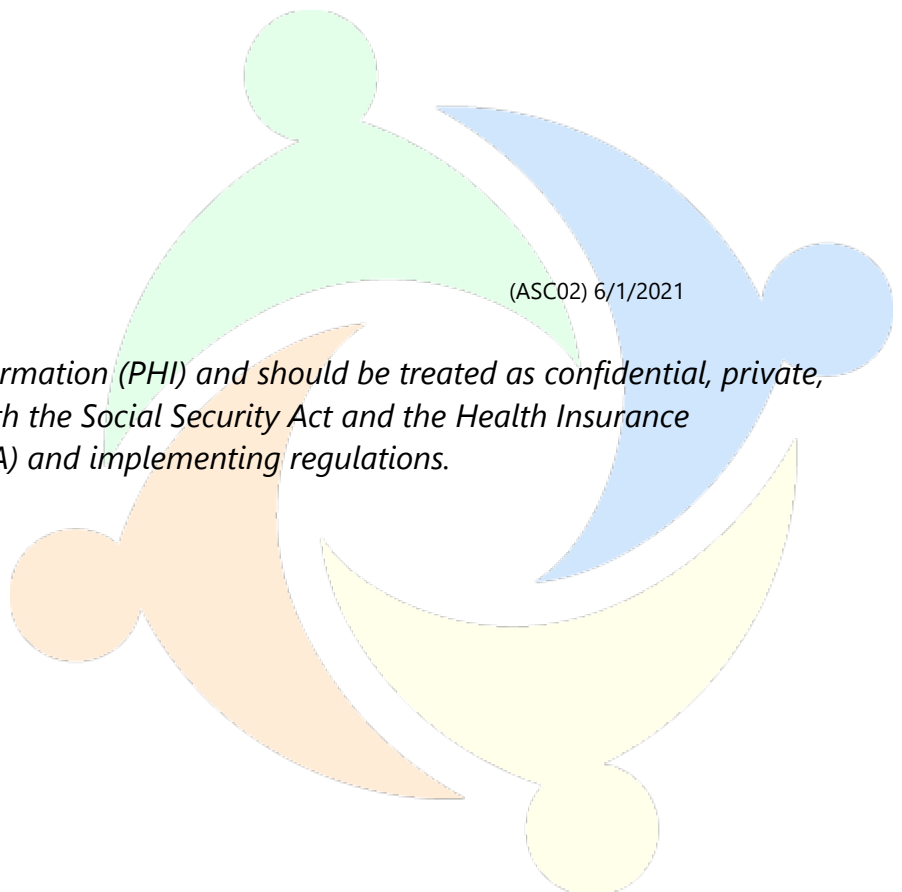 (ASC02) 6/1/2021
rmation (PHI) and should be treated as confidential, private,
th the Social Security Act and the Health Insurance
A) and implementing regulations.